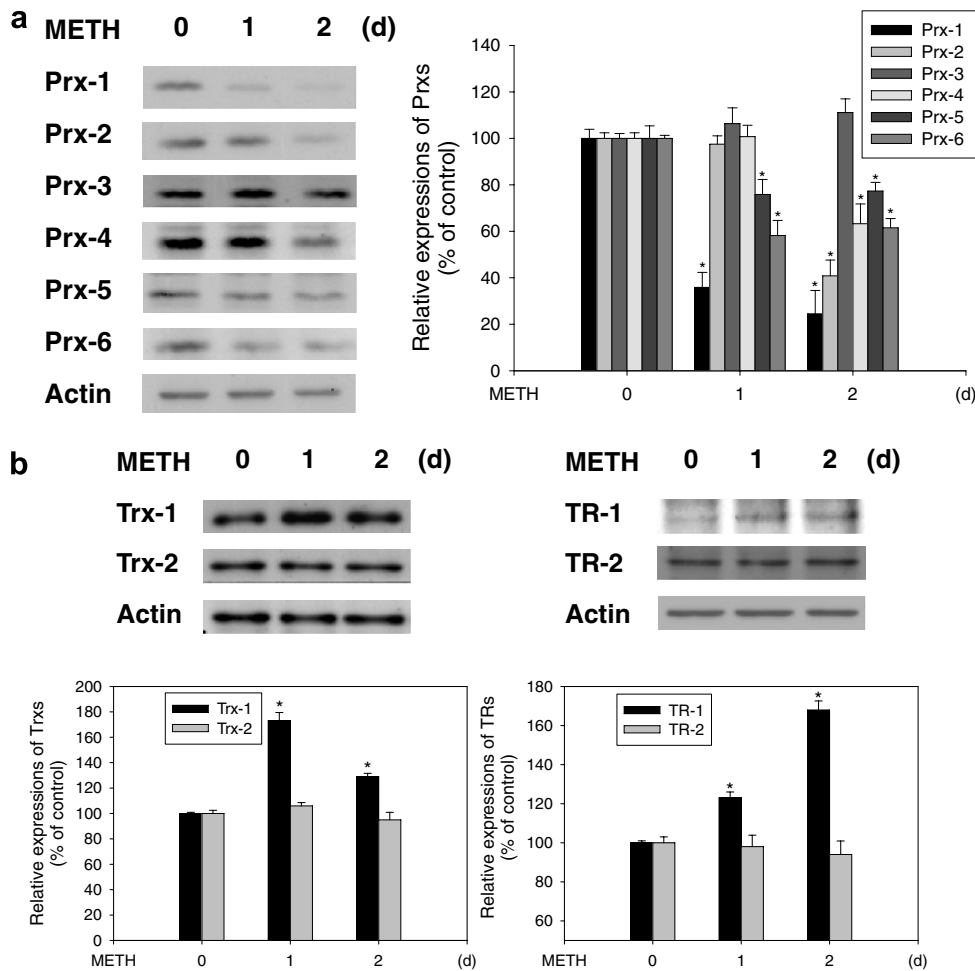 a
METH 0 1 2 (d)
Prx-1
Prx-2
Prx-3
Prx-4
Prx-5
Prx-6
Actin
Relative expressions of Prxs
(% of control)
140
120
100
80
60
40
20
0
Prx-1
Prx-2
Prx-3
Prx-4
Prx-5
Prx-6
* * * * * * * *
METH 0 1 2 (d)
b
METH 0 1 2 (d)
Trx-1
Trx-2
Actin
METH 0 1 2 (d)
TR-1
TR-2
Actin
Relative expressions of Trxs
(% of control)
200
180
160
140
120
100
80
60
40
20
0
Trx-1
Trx-2
* *
METH 0 1 2 (d)
Relative expressions of TRs
(% of control)
180
160
140
120
100
80
60
TR-1
TR-2
* *
METH 0 1 2 (d)